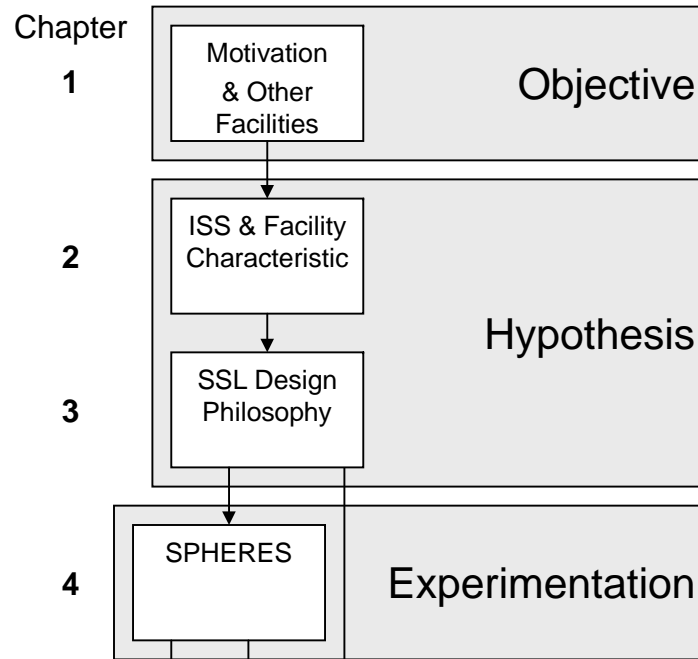 Chapter
1
Motivation
& Other
Facilities
Objective
2
ISS & Facility
Characteristic
Hypothesis
3
SSL Design
Philosophy
4
SPHERES
Experimentation